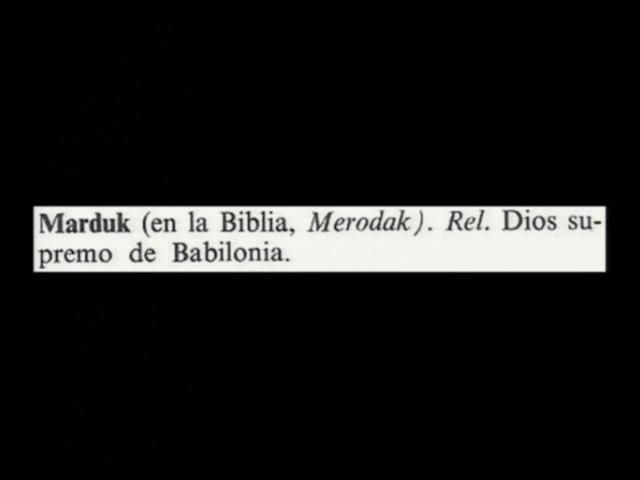 Marduk (en la Biblia, Merodak). Rel. Dios su-
premo de Babilonia.